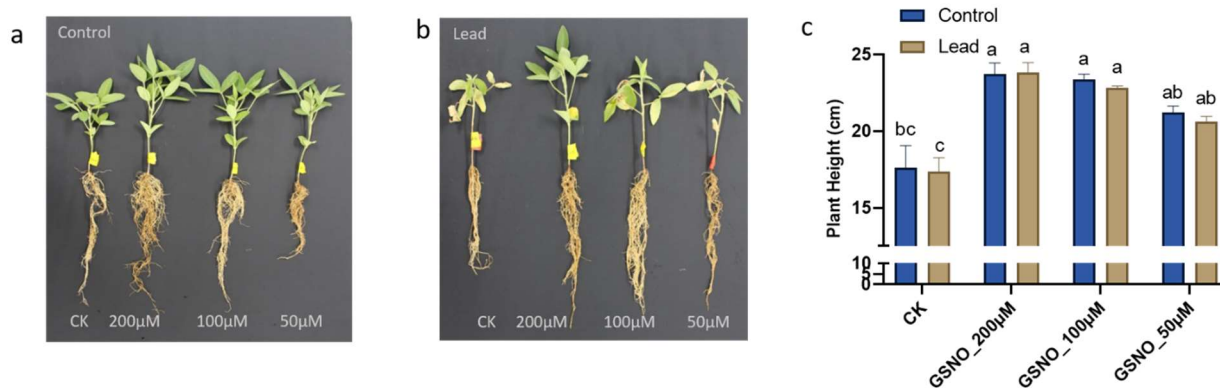 a
Control
CK 200µM 100µM 50µM
b
Lead
CK 200µM 100µM 50µM
c
Control
Lead
Plant Height (cm)
25
20
15
10
5
0
bc
c
a
a
a
a
ab
ab
CK
GSNO_200µM
GSNO_100µM
GSNO_50µM